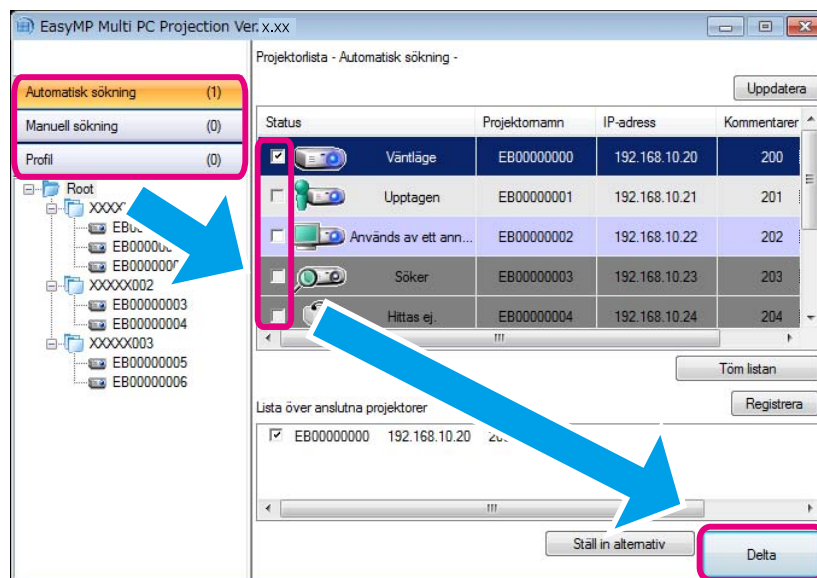 EasyMP Multi PC Projection Ver. x.xx
Projektorlista - Automatisk sökning -
Uppdatera
Automatisk sökning (1)
Manuell sökning (0)
Profil (0)
Status Projektornamn IP-adress Kommentarer
Vänteläge EB00000000 192.168.10.20 200
Upptagen EB00000001 192.168.10.21 201
Används av ett ann... EB00000002 192.168.10.22 202
Söker EB00000003 192.168.10.23 203
Hittas ej. EB00000004 192.168.10.24 204
Root
XXXXX002
EB00000003
EB00000004
XXXXX003
EB00000005
EB00000006
Töm listan
Lista över anslutna projektorer
Registrera
EB00000000 192.168.10.20
Ställ in alternativ
Delta